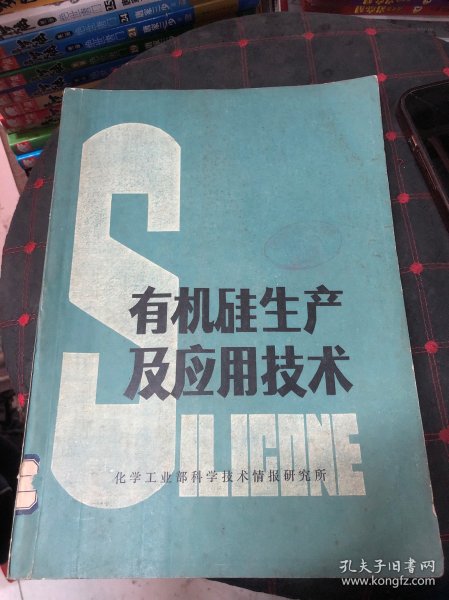 有机硅生产
及应用技术
SILICONE
化学工业部科学技术情报研究所
孔夫子旧书网
www.kongfz.com